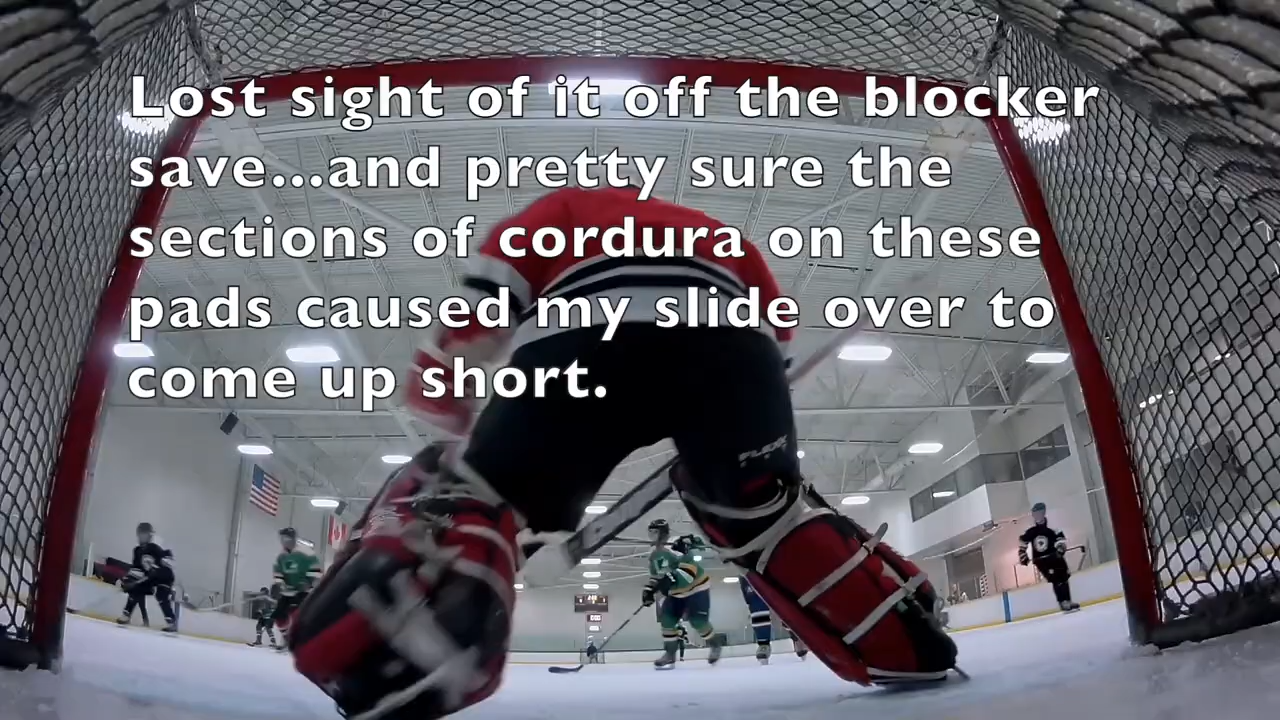 Lost sight of it off the blocker
save...and pretty sure the
sections of cordura on these
pads caused my slide over to
come up short.
FLEXX